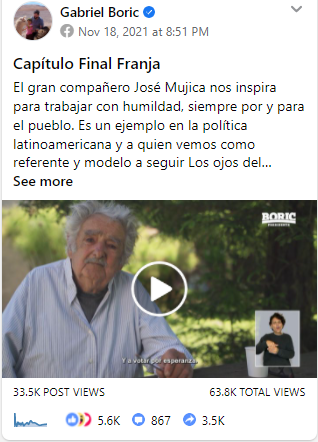 Gabriel Boric
Nov 18, 2021 at 8:51 PM
Capítulo Final Franja
El gran compañero José Mujica nos inspira
para trabajar con humildad, siempre por y para
el pueblo. Es un ejemplo en la política
latinoamericana y a quien vemos como
referente y modelo a seguir Los ojos del...
See more
BORIC
PRESIDENTE
Y a votar por esperanza.
33.5K POST VIEWS
63.8K TOTAL VIEWS
5.6K
867
3.5K